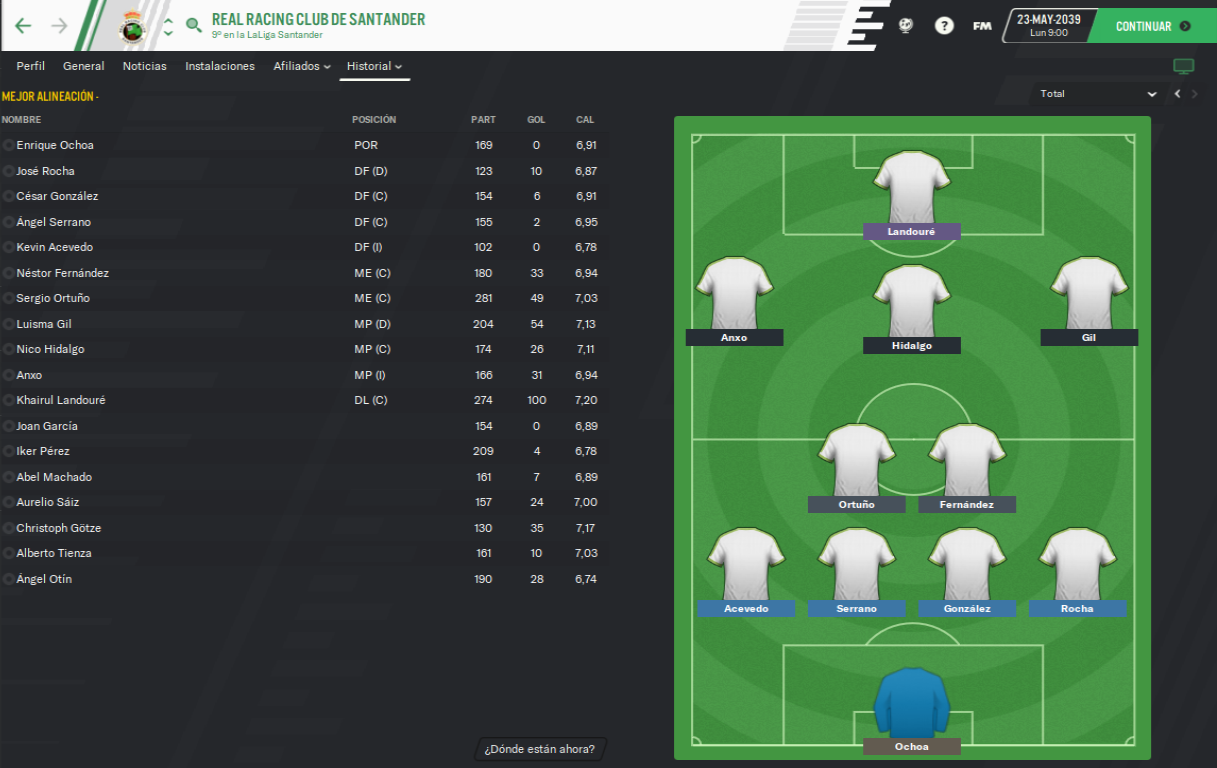 REAL RACING CLUB DE SANTANDER
9º en la LaLiga Santander
? FM 23-MAY-2039 CONTINUAR
Lun 9:00
Perfil General Noticias Instalaciones Afiliados Historial
MEJOR ALINEACIÓN - Total
NOMBRE POSICIÓN PART GOL CAL
Enrique Ochoa POR 169 0 6,91
José Rocha DF (D) 123 10 6,87
César González DF (C) 154 6 6,91
Ángel Serrano DF (C) 155 2 6,95
Kevin Acevedo DF (I) 102 0 6,78
Néstor Fernández ME (C) 180 33 6,94
Sergio Ortuño ME (C) 281 49 7,03
Luisma Gil MP (D) 204 54 7,13
Nico Hidalgo MP (C) 174 26 7,11
Anxo MP (I) 166 31 6,94
Khairul Landouré DL (C) 274 100 7,20
Joan García 154 0 6,89
Iker Pérez 209 4 6,78
Abel Machado 161 7 6,89
Aurelio Sáiz 157 24 7,00
Christoph Götze 130 35 7,17
Alberto Tienza 161 10 7,03
Ángel Otín 190 28 6,74
¿Dónde están ahora?
Landouré
Anxo Hidalgo Gil
Ortuño Fernández
Acevedo Serrano González Rocha
Ochoa